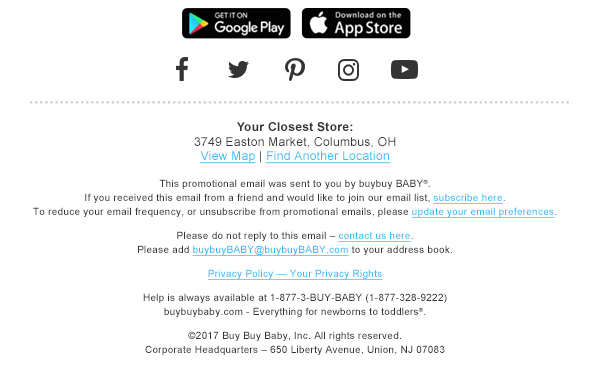 GET IT ON
Google Play
Download on the
App Store
Your Closest Store:
3749 Easton Market, Columbus, OH
View Map | Find Another Location
This promotional email was sent to you by buybuy BABY®.
If you received this email from a friend and would like to join our email list, subscribe here.
To reduce your email frequency, or unsubscribe from promotional emails, please update your email preferences.
Please do not reply to this email – contact us here.
Please add buybuyBABY@buybuyBABY.com to your address book.
Privacy Policy — Your Privacy Rights
Help is always available at 1-877-3-BUY-BABY (1-877-328-9222)
buybuybaby.com - Everything for newborns to toddlers®.
©2017 Buy Buy Baby, Inc. All rights reserved.
Corporate Headquarters – 650 Liberty Avenue, Union, NJ 07083